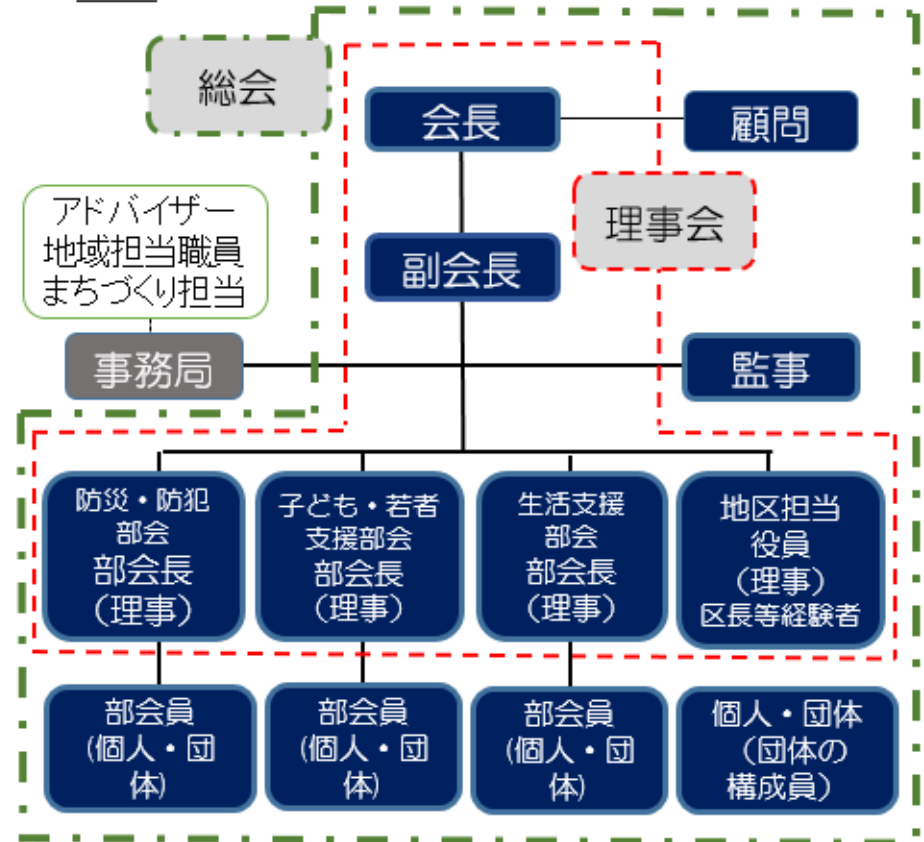 総会
会長
顧問
理事会
アドバイザー
地域担当職員
まちづくり担当
副会長
事務局
監事
防災・防犯
部会
部会長
（理事）
子ども・若者
支援部会
部会長
（理事）
生活支援
部会
部会長
（理事）
地区担当
役員
（理事）
区長等経験者
部会員
(個人・団
体)
部会員
(個人・団
体)
部会員
(個人・団
体)
個人・団体
（団体の
構成員）